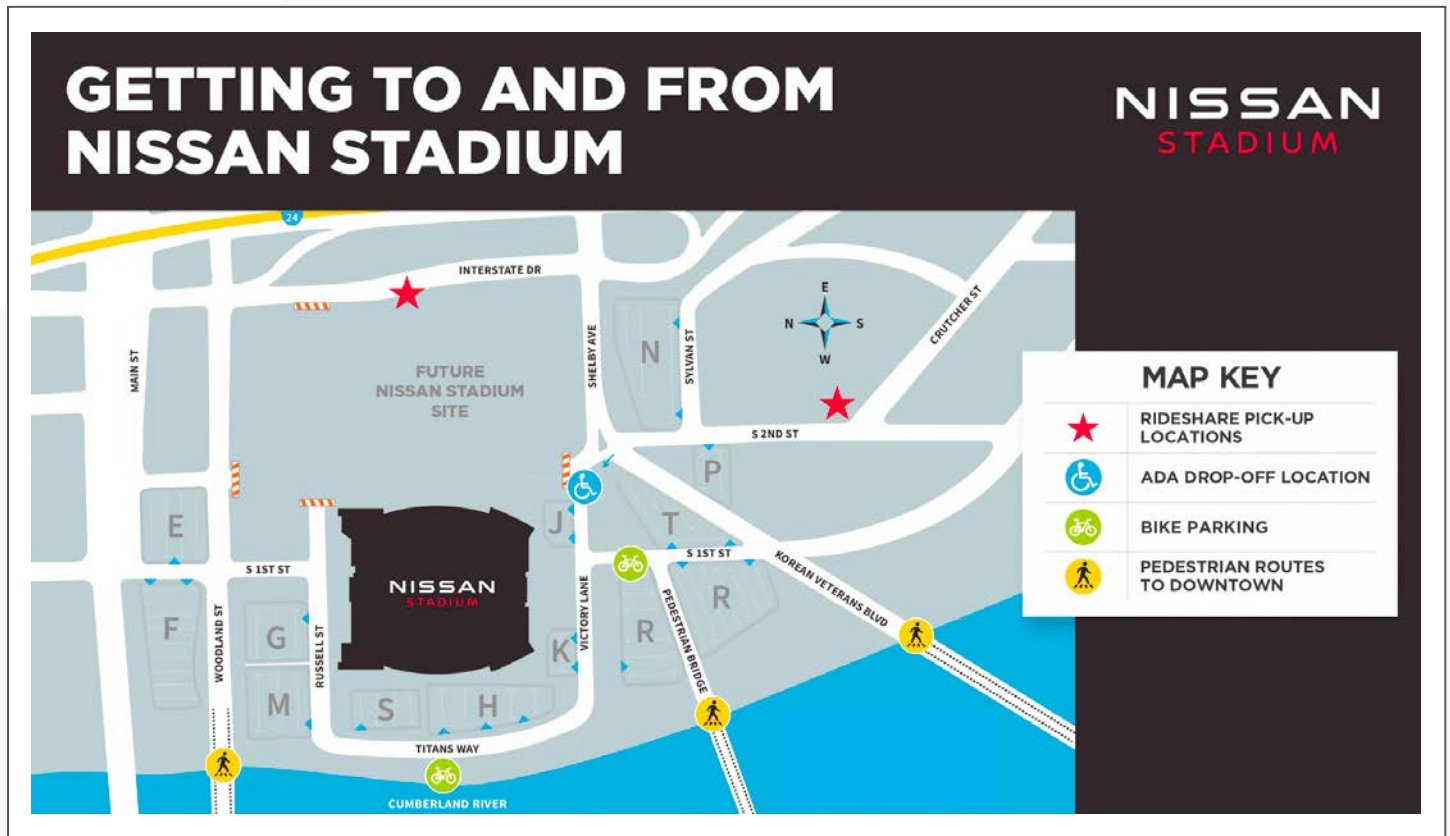 GETTING TO AND FROM
NISSAN STADIUM
NISSAN
STADIUM
24
INTERSTATE DR
MAIN ST
SHELBY AVE
N
SYLVAN ST
E
N
S
W
CRUTCHER ST
FUTURE
NISSAN STADIUM
SITE
S 2ND ST
P
E
J
T
S 1ST ST
NISSAN
STADIUM
S 1ST ST
KOREAN VETERANS BLVD
F
WOODLAND ST
G
RUSSELL ST
VICTORY LANE
K
R
PEDESTRIAN BRIDGE
R
M
S
H
TITANS WAY
CUMBERLAND RIVER
MAP KEY
RIDESHARE PICK-UP
LOCATIONS
ADA DROP-OFF LOCATION
BIKE PARKING
PEDESTRIAN ROUTES
TO DOWNTOWN